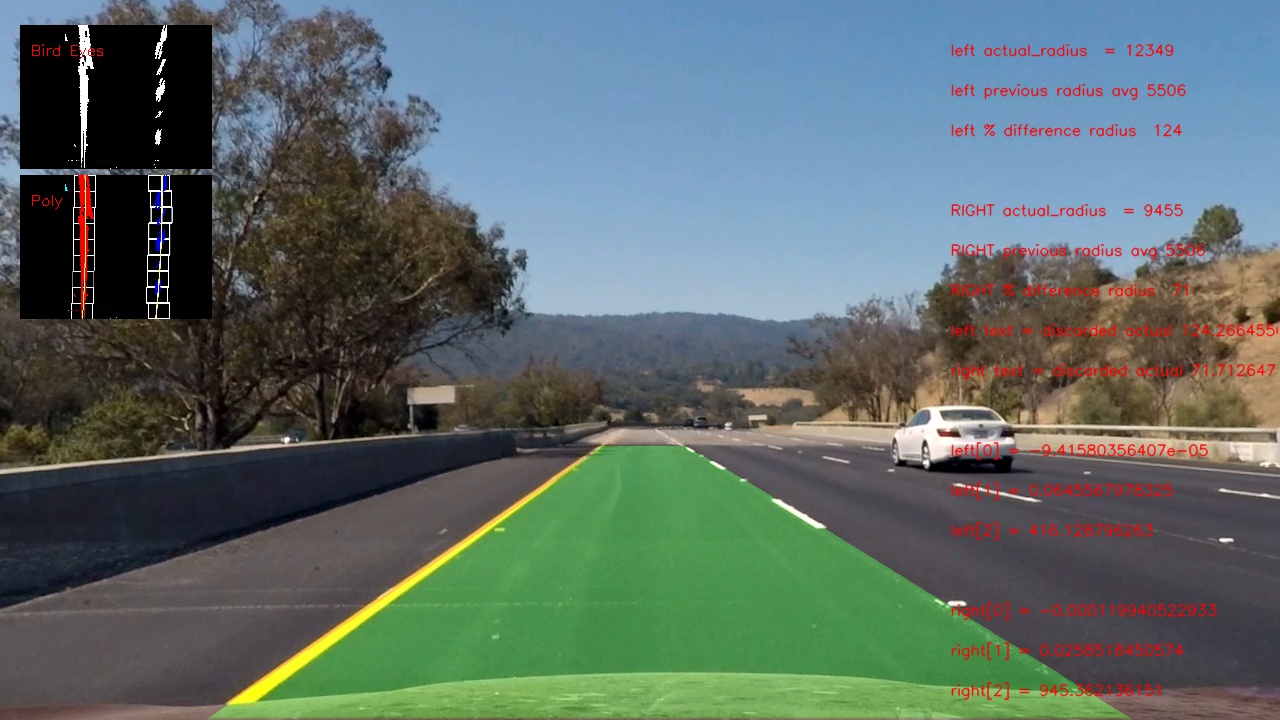 Bird Eyes
Poly
left actual_radius = 12349
left previous radius avg 5506
left % difference radius 124
RIGHT actual_radius = 9455
RIGHT previous radius avg 5506
RIGHT % difference radius 71
left text = discarded actual 124.266455
right text = discarded actual 71.712647
left[0] = -9.41580356407e-05
left[1] = 0.0645567978325
left[2] = 416.128796263
right[0] = -0.000119940522933
right[1] = 0.0258518450574
right[2] = 945.362136151